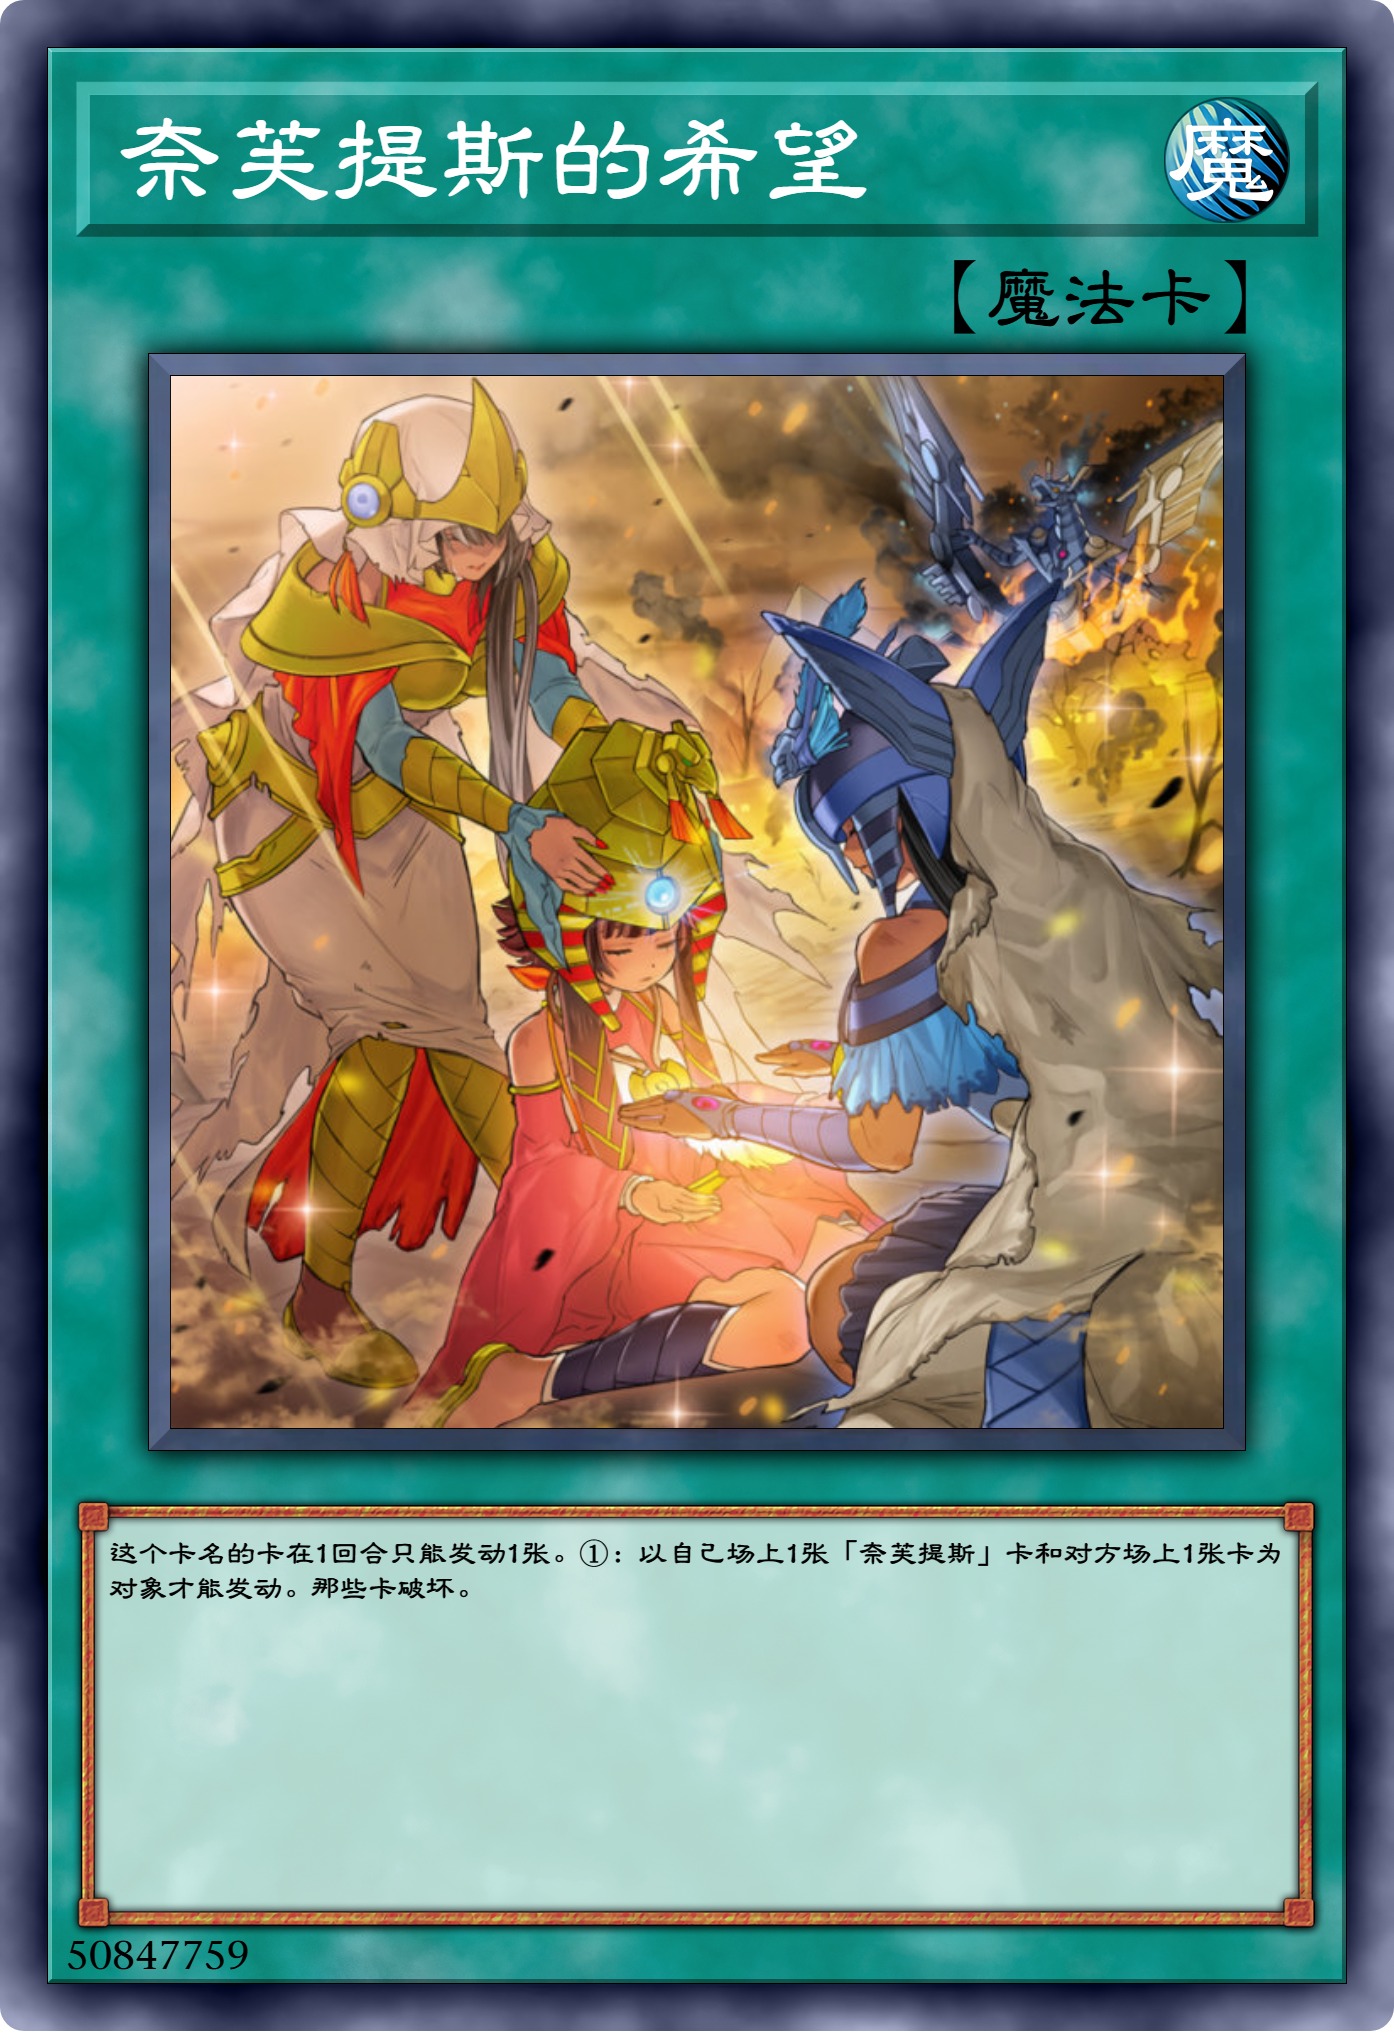 奈芙提斯的希望
魔
【魔法卡】
这个卡名的卡在1回合只能发动1张。①：以自己场上1张「奈芙提斯」卡和对方场上1张卡为
对象才能发动。那些卡破坏。
50847759